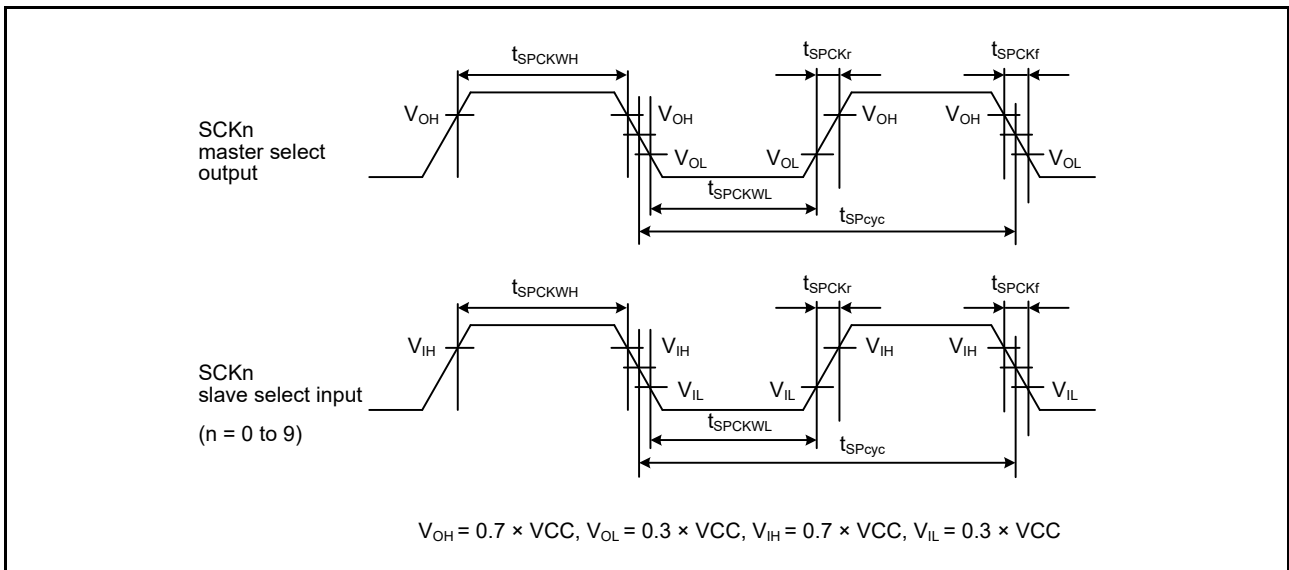 tSPCKWH tSPCKr tSPCKf
VOH VOH VOH VOH
SCKn
master select
output
VOL VOL VOL
tSPCKWL
tSPcyc
tSPCKWH tSPCKr tSPCKf
VIH VIH VIH VIH
SCKn
slave select input
(n = 0 to 9)
VIL VIL VIL
tSPCKWL
tSPcyc
VOH = 0.7 × VCC, VOL = 0.3 × VCC, VIH = 0.7 × VCC, VIL = 0.3 × VCC